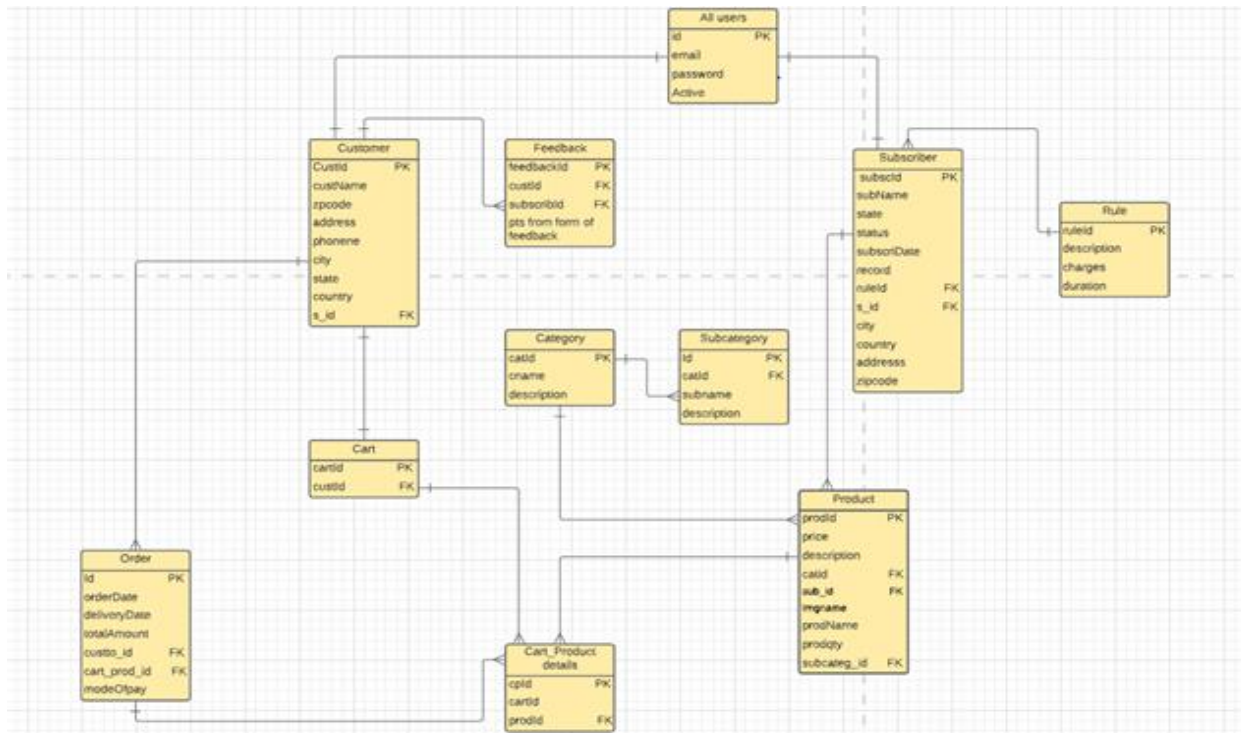 All users
id PK
email
password
Active
Customer
CustId PK
custName
zpcode
address
phonene
city
state
country
s_id FK
Feedback
feedbackId PK
custId FK
subscribId FK
pts from form of
feedback
Subscriber
subscId PK
subName
state
status
subscriDate
record
ruleId FK
s_id FK
city
country
addresss
zipcode
Rule
ruleId PK
description
charges
duration
Category
catId PK
cname
description
Subcategory
Id PK
catId FK
subname
description
Cart
cartId PK
custId FK
Product
prodId PK
price
description
catid FK
sub_id FK
imgname
prodName
prodqty
subcateg_id FK
Order
Id PK
orderDate
deliveryDate
totalAmount
custto_id FK
cart_prod_id FK
modeOfpay
Cart_Product
details
cpId PK
cartId
prodId FK